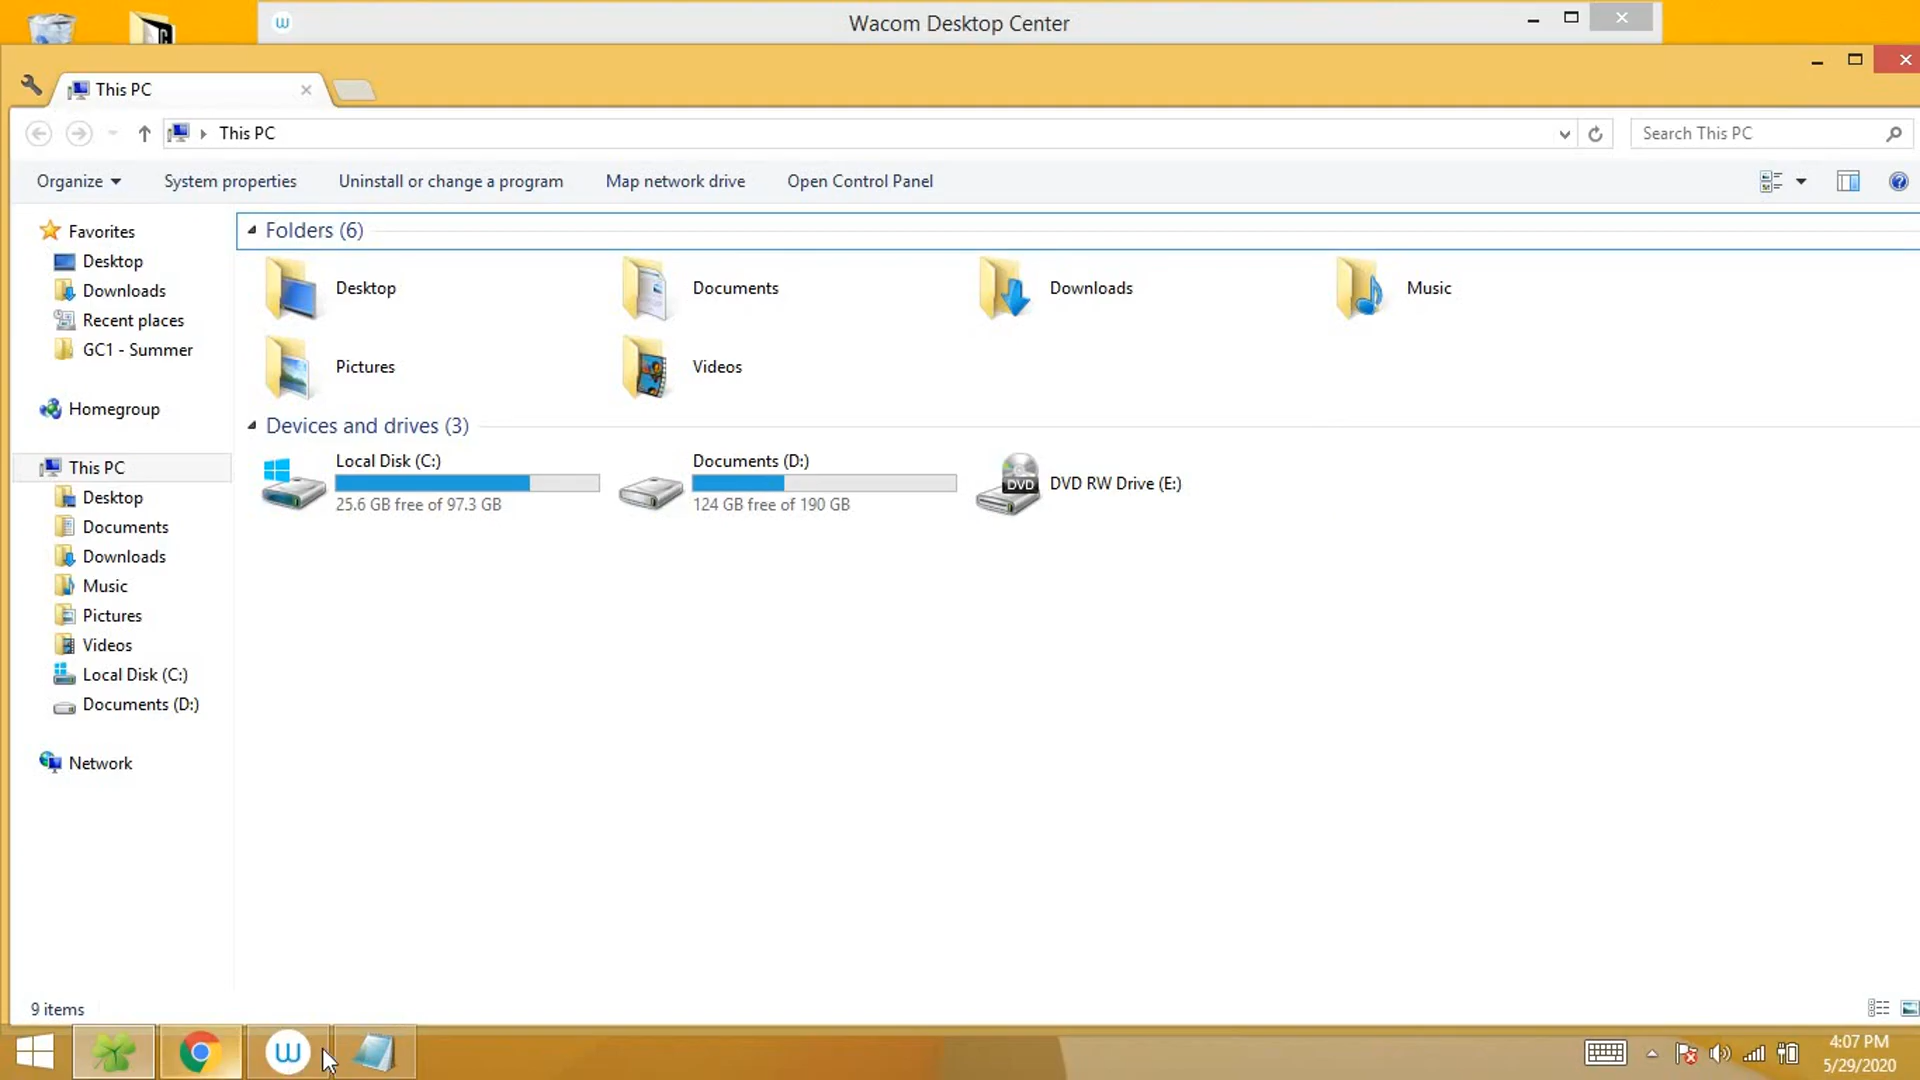 Wacom Desktop Center
This PC
This PC
Search This PC
Organize
System properties
Uninstall or change a program
Map network drive
Open Control Panel
Favorites
Desktop
Downloads
Recent places
GC1 - Summer
Homegroup
This PC
Desktop
Documents
Downloads
Music
Pictures
Videos
Local Disk (C:)
Documents (D:)
Network
Folders (6)
Desktop
Documents
Downloads
Music
Pictures
Videos
Devices and drives (3)
Local Disk (C:)
25.6 GB free of 97.3 GB
Documents (D:)
124 GB free of 190 GB
DVD
DVD RW Drive (E:)
9 items
4:07 PM
5/29/2020